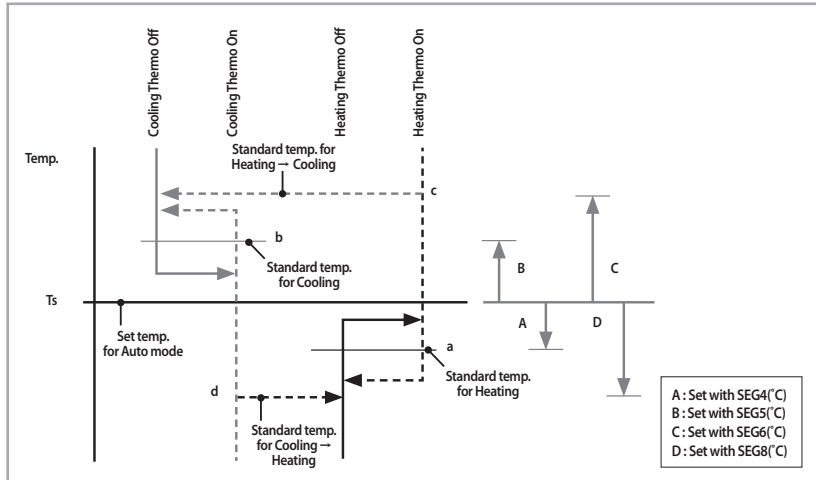 Cooling Thermo Off
Cooling Thermo On
Heating Thermo Off
Heating Thermo On
Temp.
Standard temp. for
Heating → Cooling
c
b
Standard temp.
for Cooling
B
C
Ts
Set temp.
for Auto mode
A
D
a
Standard temp.
for Heating
d
Standard temp.
for Cooling →
Heating
A : Set with SEG4(˚C)
B : Set with SEG5(˚C)
C : Set with SEG6(˚C)
D : Set with SEG8(˚C)